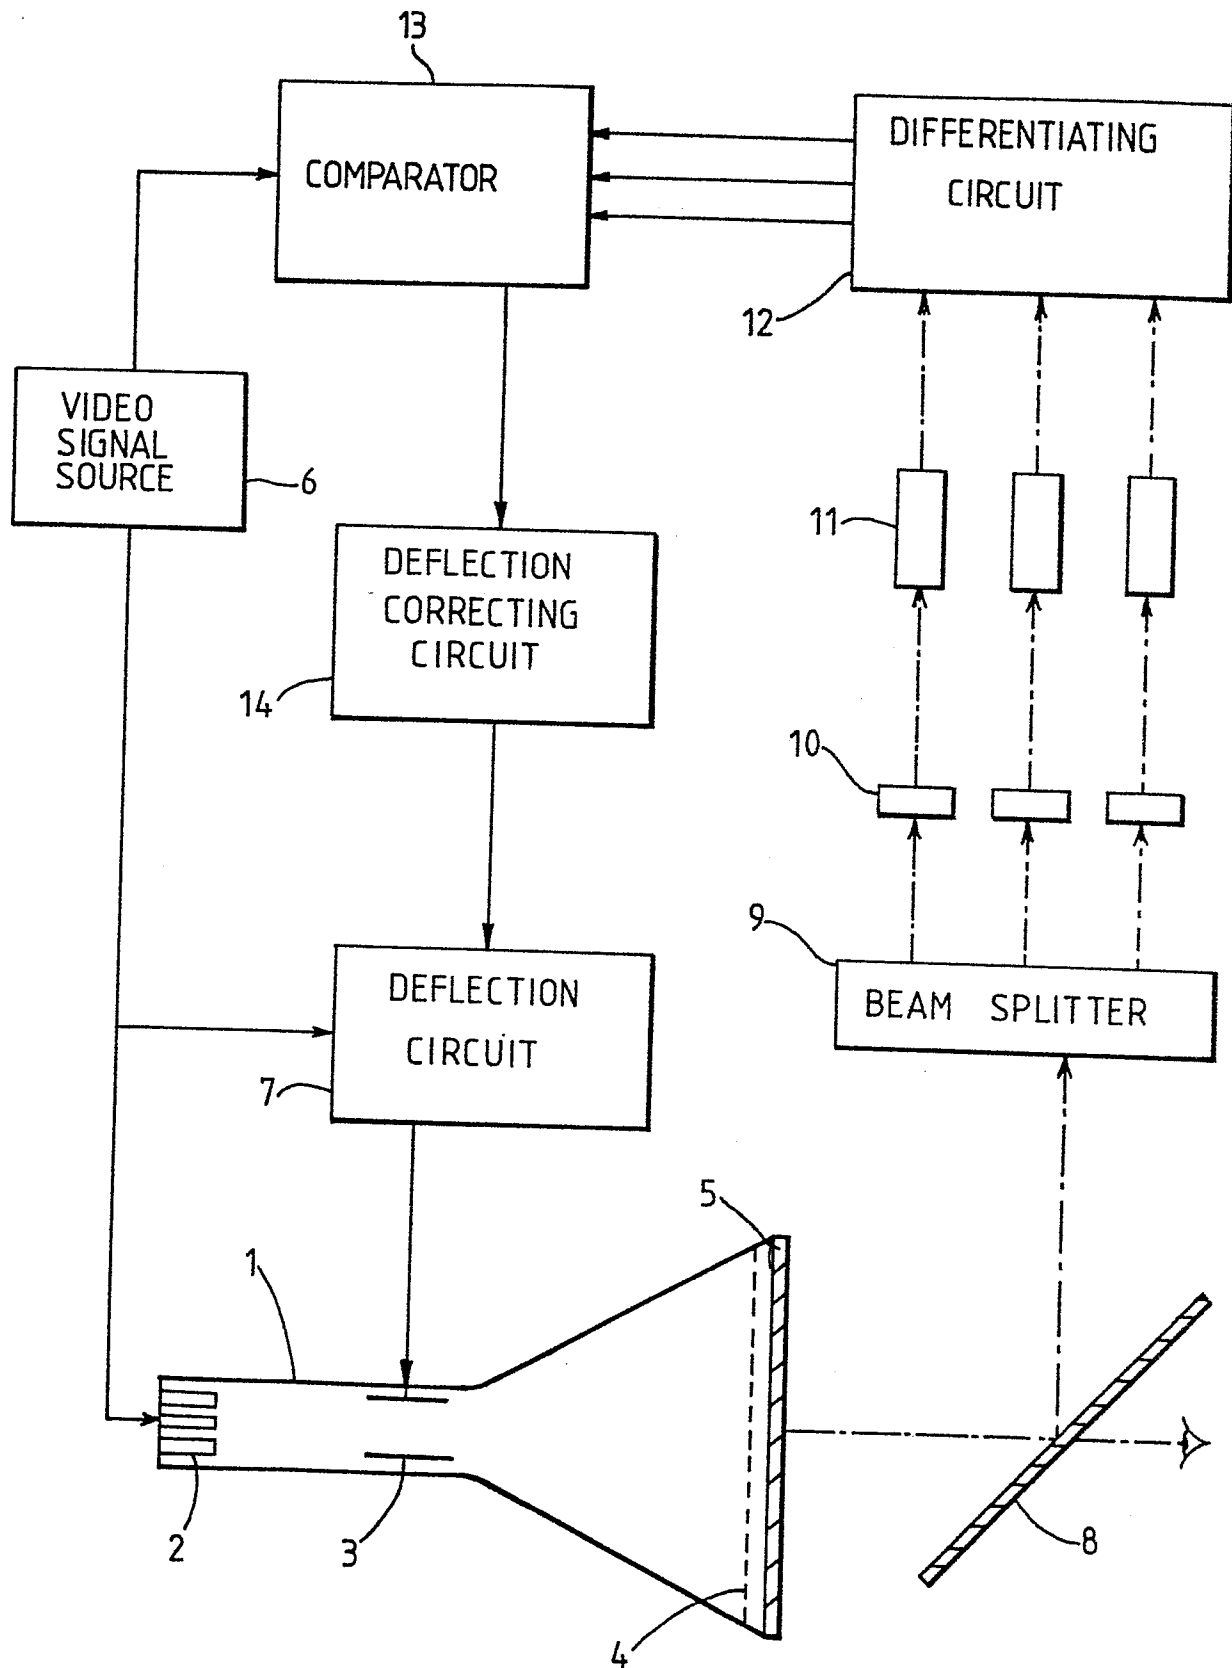 13
COMPARATOR
DIFFERENTIATING
CIRCUIT
12
VIDEO
SIGNAL
SOURCE
6
11
DEFLECTION
CORRECTING
CIRCUIT
14
10
9
BEAM SPLITTER
DEFLECTION
CIRCUIT
7
5
1
2
3
4
8